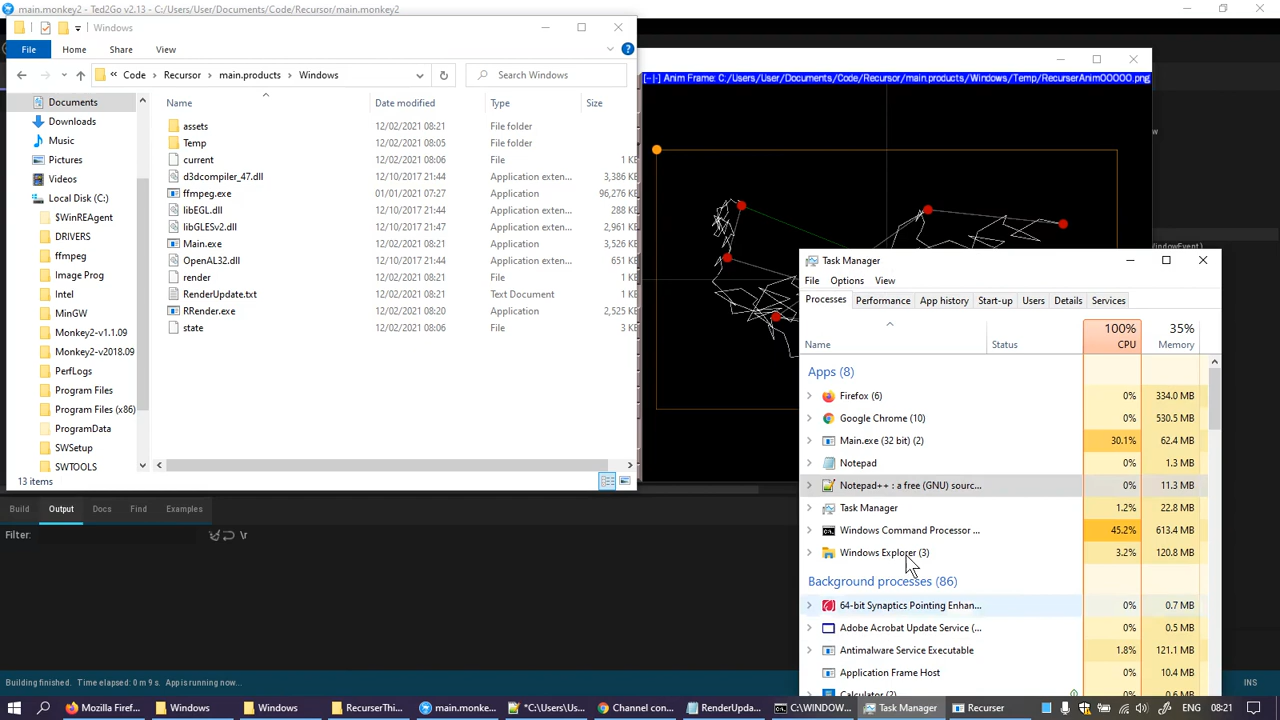 main.monkey2 - Ted2Go v2.13 - C:/Users/User/Documents/Code/Recursor/main.monkey2
Windows
File Home Share View
Code Recursor main.products Windows
Search Windows
Name Date modified Type Size
Documents
Downloads
Music
Pictures
Videos
Local Disk (C:)
$WinREAgent
DRIVERS
ffmpeg
Image Prog
Intel
MinGW
Monkey2-v1.1.09
Monkey2-v2018.09
PerfLogs
Program Files
Program Files (x86)
ProgramData
SWSetup
SWTOOLS
assets 12/02/2021 08:21 File folder
Temp 12/02/2021 08:05 File folder
current 12/02/2021 08:06 File 1 KB
d3dcompiler_47.dll 12/10/2017 21:44 Application exten... 3,386 KB
ffmpeg.exe 01/01/2021 07:27 Application 96,276 KB
libEGL.dll 12/10/2017 21:44 Application exten... 288 KB
libGLESv2.dll 12/10/2017 21:47 Application exten... 2,961 KB
Main.exe 12/02/2021 08:21 Application 3,526 KB
OpenAL32.dll 12/10/2017 21:44 Application exten... 651 KB
render 12/02/2021 08:21 File 1 KB
RenderUpdate.txt 12/02/2021 08:21 Text Document 1 KB
RRender.exe 12/02/2021 08:20 Application 2,525 KB
state 12/02/2021 08:06 File 3 KB
13 items
[--|-] Anim Frame: C:/Users/User/Documents/Code/Recursor/main.products/Windows/Temp/RecurserAnim00000.png
Task Manager
File Options View
Processes Performance App history Start-up Users Details Services
100% 35%
Name Status CPU Memory
Apps (8)
Firefox (6) 0% 334.0 MB
Google Chrome (10) 0% 530.5 MB
Main.exe (32 bit) (2) 30.1% 62.4 MB
Notepad 0% 1.3 MB
Notepad++ : a free (GNU) sourc... 0% 11.3 MB
Task Manager 1.2% 22.8 MB
Windows Command Processor ... 45.2% 613.4 MB
Windows Explorer (3) 3.2% 120.8 MB
Background processes (86)
64-bit Synaptics Pointing Enhan... 0% 0.7 MB
Adobe Acrobat Update Service (... 0% 0.5 MB
Antimalware Service Executable 1.8% 121.1 MB
Application Frame Host 0% 10.4 MB
Calculator (2) 0% 0.6 MB
Build Output Docs Find Examples
Filter: \r
Building finished. Time elapsed: 0 m 9 s. App is running now...
INS
Mozilla Firef... Windows Windows RecurserThi... main.monke... *C:\Users\Us... Channel con... RenderUpda... C:\WINDOW... Task Manager Recurser ENG 08:21